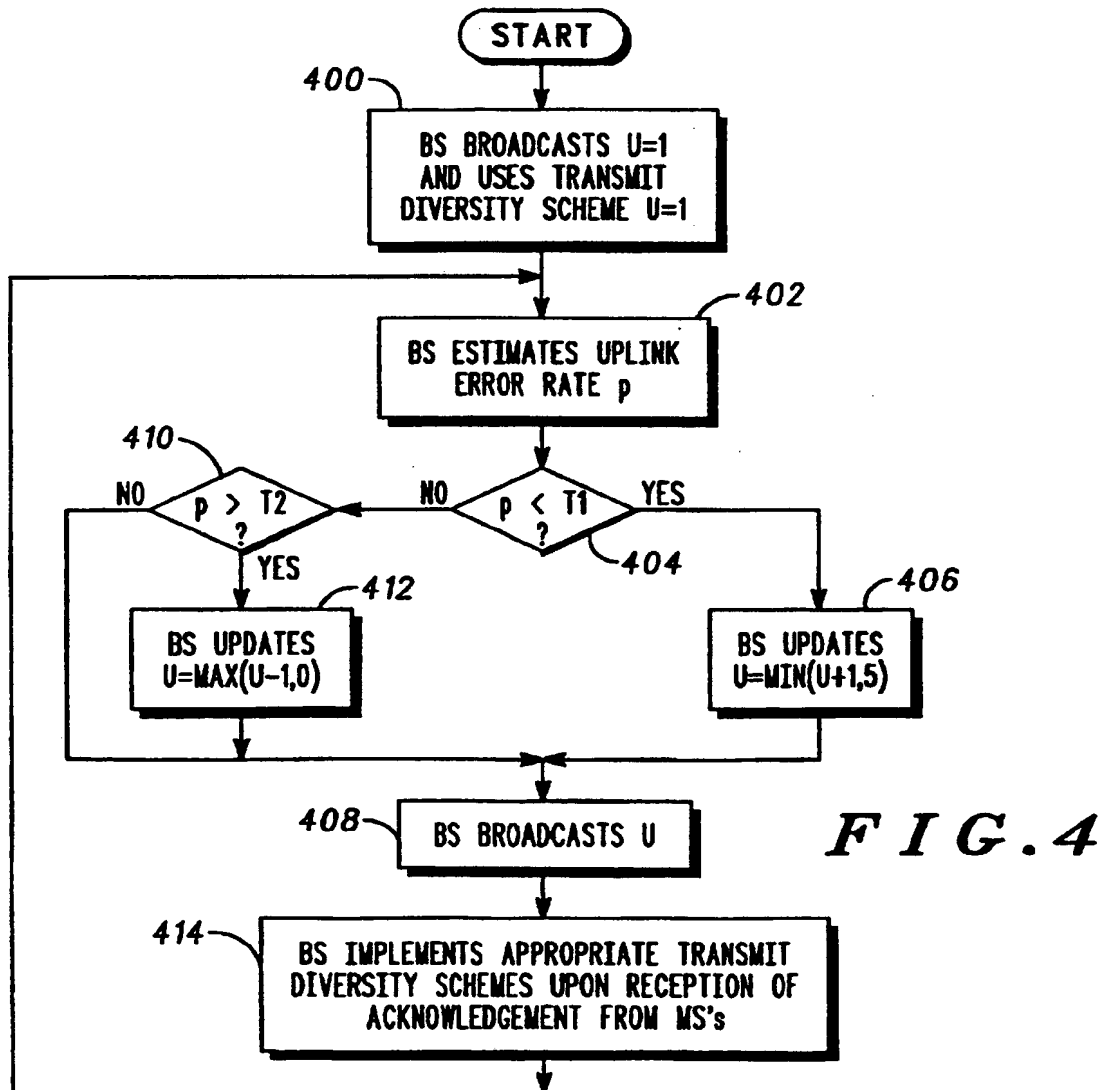 START
400
BS BROADCASTS U=1
AND USES TRANSMIT
DIVERSITY SCHEME U=1
402
BS ESTIMATES UPLINK
ERROR RATE p
410
NO
p > T2
?
YES
NO
p < T1
?
YES
404
412
BS UPDATES
U=MAX(U-1,0)
406
BS UPDATES
U=MIN(U+1,5)
408
BS BROADCASTS U
FIG.4
414
BS IMPLEMENTS APPROPRIATE TRANSMIT
DIVERSITY SCHEMES UPON RECEPTION OF
ACKNOWLEDGEMENT FROM MS's